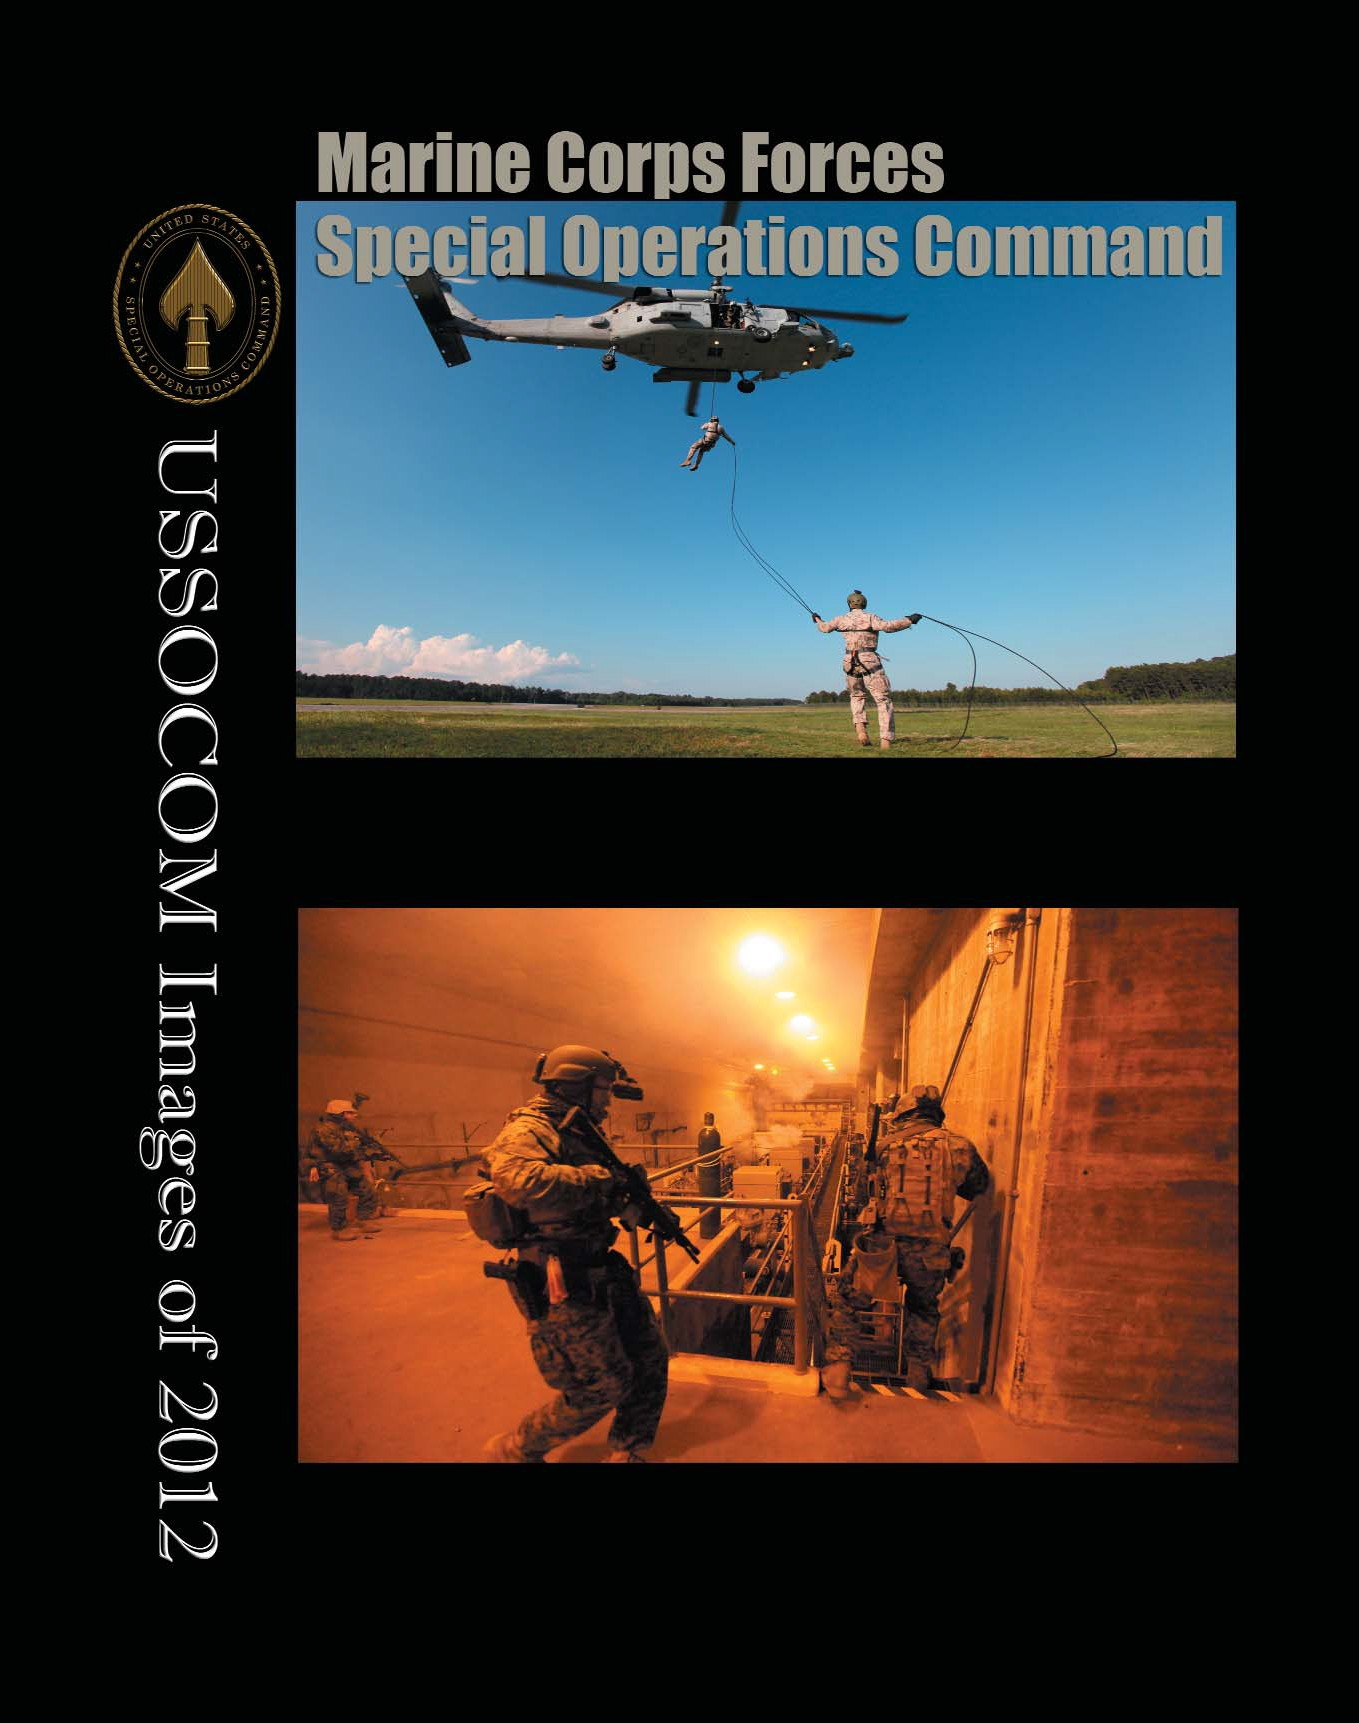 Marine Corps Forces
Special Operations Command
UNITED STATES
SPECIAL OPERATIONS COMMAND
USSOCOM Images of 2012